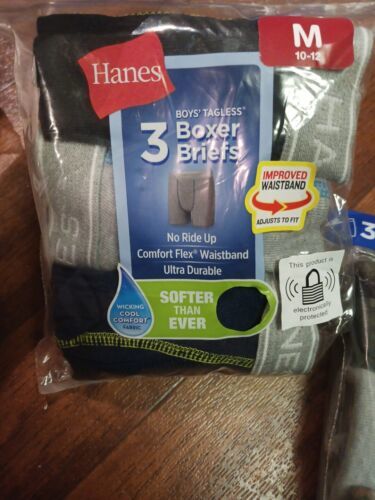 Hanes
M
10-12
BOYS' TAGLESS®
3 Boxer
Briefs
IMPROVED
WAISTBAND
ADJUSTS TO FIT
No Ride Up
Comfort Flex® Waistband
Ultra Durable
WICKING
COOL
COMFORT
FABRIC
SOFTER
THAN
EVER
This product is
electronically
protected
3